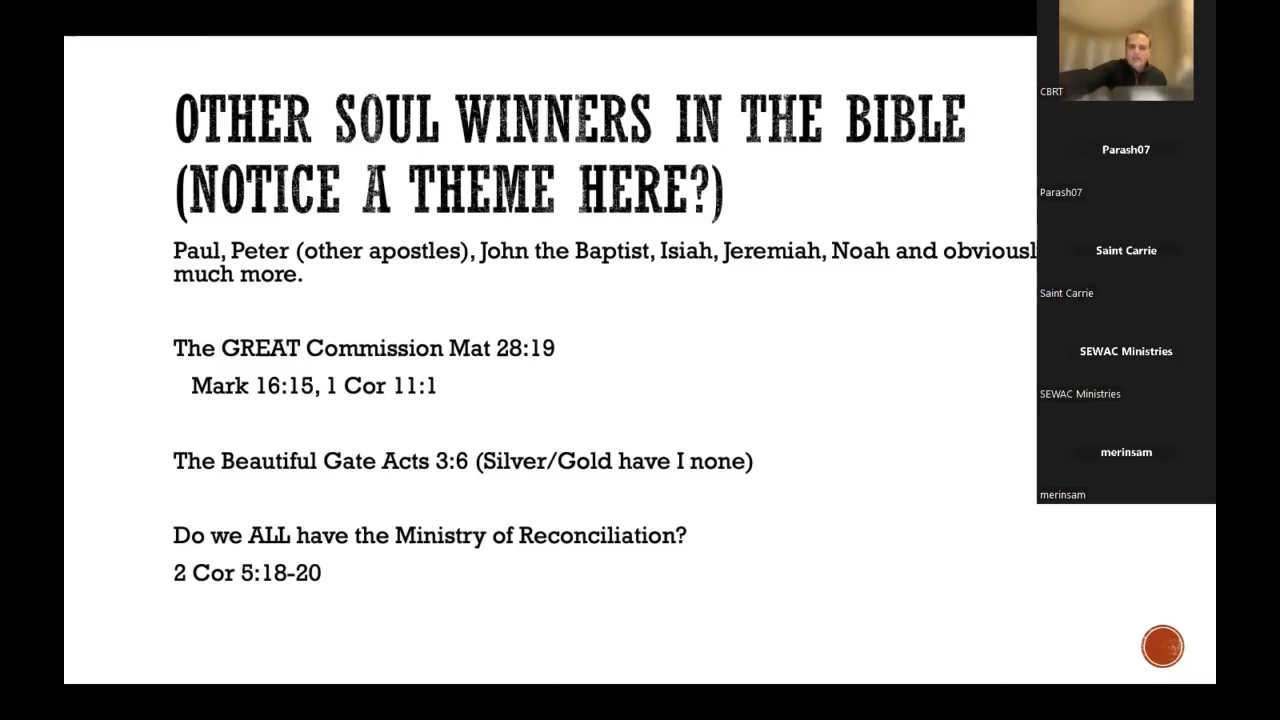 OTHER SOUL WINNERS IN THE BIBLE
(NOTICE A THEME HERE?)
Paul, Peter (other apostles), John the Baptist, Isiah, Jeremiah, Noah and
much more.
The GREAT Commission Mat 28:19
Mark 16:15, 1 Cor 11:1
The Beautiful Gate Acts 3:6 (Silver/Gold have I none)
Do we ALL have the Ministry of Reconciliation?
2 Cor 5:18-20
CBRT
Parash07
Parash07
Saint Carrie
Saint Carrie
SEWAC Ministries
SEWAC Ministries
merinsam
merinsam